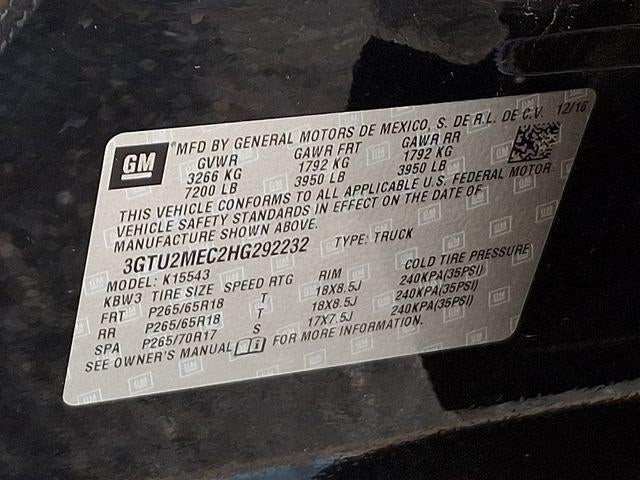 GM
®MFD BY GENERAL MOTORS DE MEXICO, S. DE R.L. DE C.V. 12/16
GVWR GAWR FRT GAWR RR
3266 KG 1792 KG 1792 KG
7200 LB 3950 LB 3950 LB
THIS VEHICLE CONFORMS TO ALL APPLICABLE U.S. FEDERAL MOTOR
VEHICLE SAFETY STANDARDS IN EFFECT ON THE DATE OF
MANUFACTURE SHOWN ABOVE.
3GTU2MEC2HG292232 TYPE: TRUCK
MODEL: K15543
KBW3 TIRE SIZE SPEED RTG RIM COLD TIRE PRESSURE
FRT P265/65R18 T 18X8.5J 240KPA(35PSI)
RR P265/65R18 T 18X8.5J 240KPA(35PSI)
SPA P265/70R17 S 17X7.5J 240KPA(35PSI)
SEE OWNER'S MANUAL FOR MORE INFORMATION.